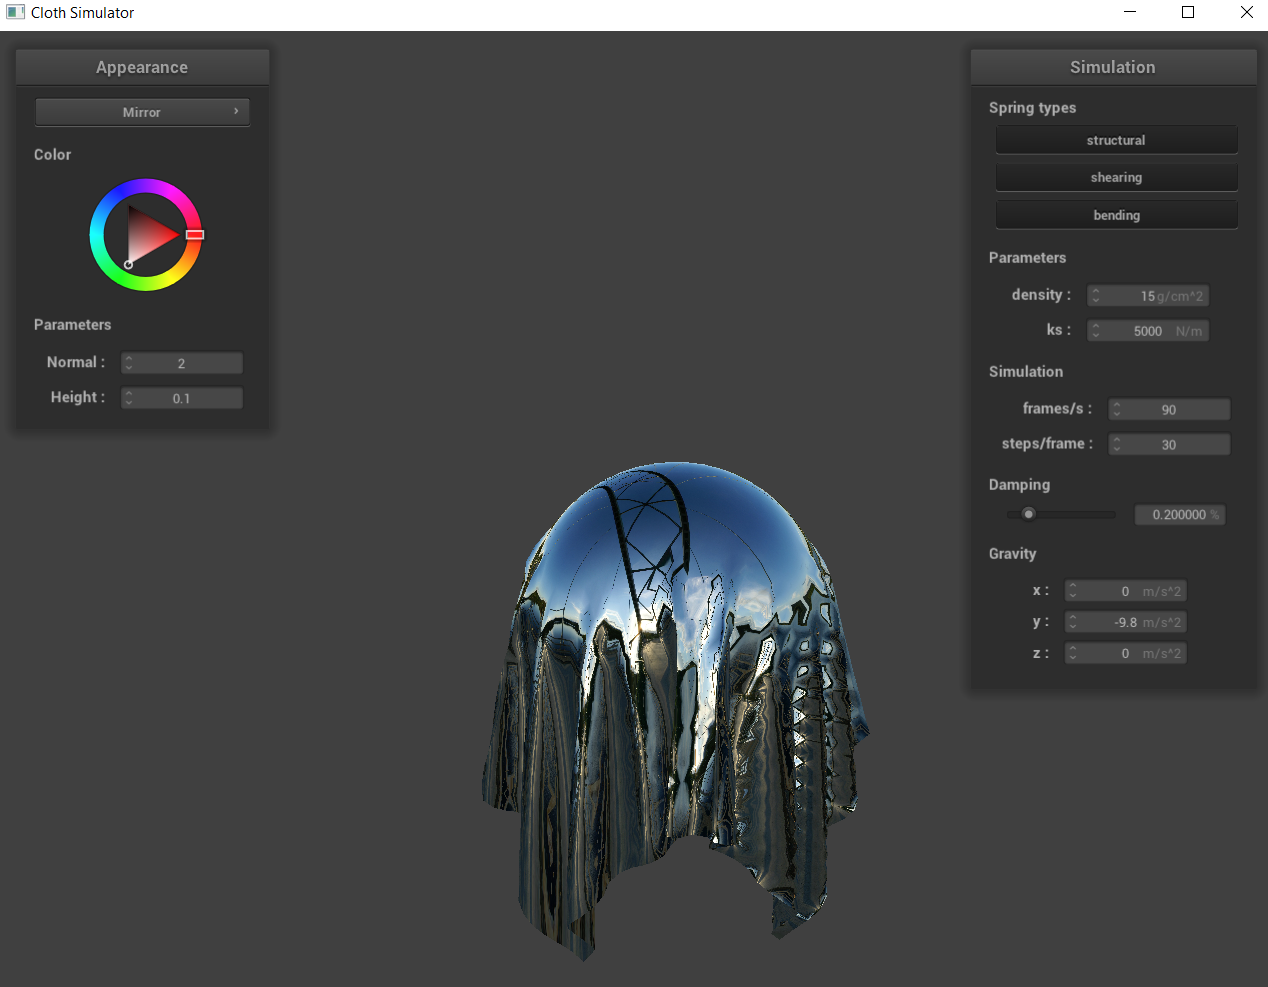 Cloth Simulator
Appearance
Mirror
Color
Parameters
Normal : 2
Height : 0.1
Simulation
Spring types
structural
shearing
bending
Parameters
density : 15 g/cm^2
ks : 5000 N/m
Simulation
frames/s : 90
steps/frame : 30
Damping
0.200000 %
Gravity
x : 0 m/s^2
y : -9.8 m/s^2
z : 0 m/s^2